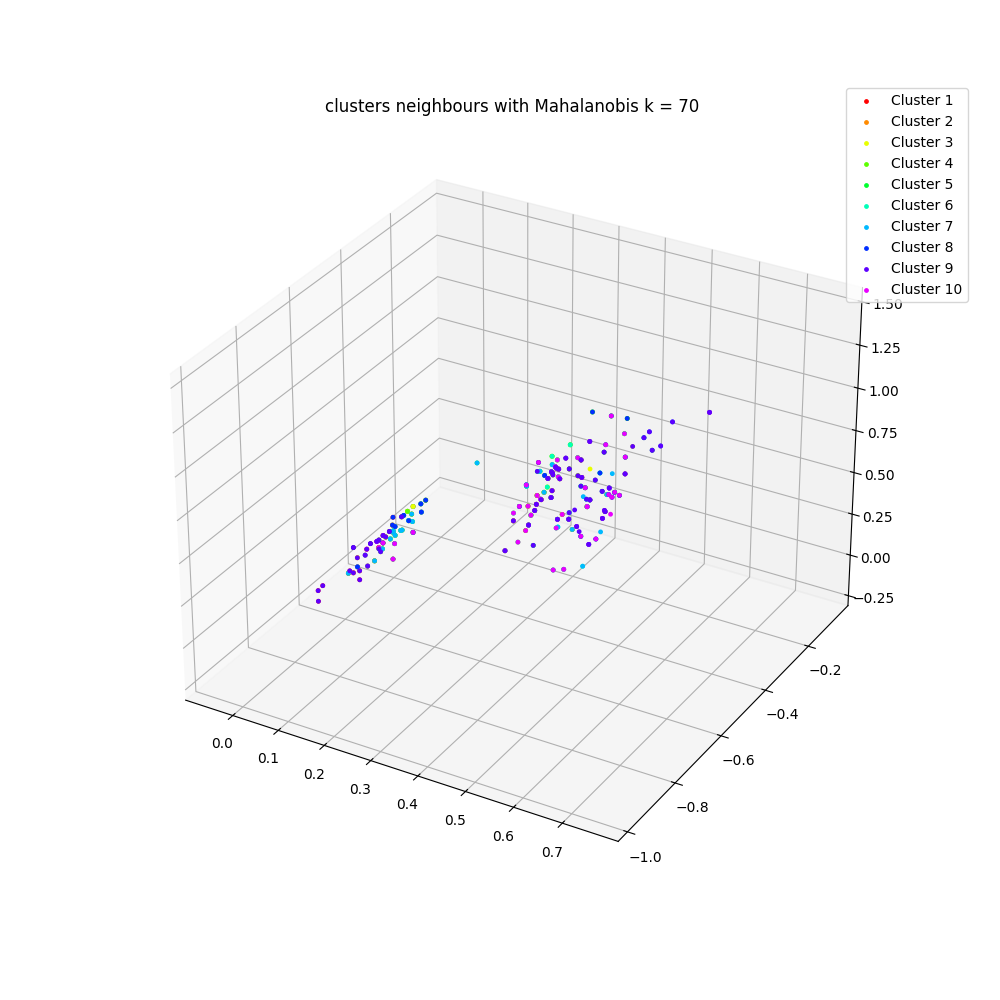 clusters neighbours with Mahalanobis k = 70
Cluster 1
Cluster 2
Cluster 3
Cluster 4
Cluster 5
Cluster 6
Cluster 7
Cluster 8
Cluster 9
Cluster 10
1.50
1.25
1.00
0.75
0.50
0.25
0.00
−0.25
−0.2
−0.4
−0.6
−0.8
−1.0
0.0
0.1
0.2
0.3
0.4
0.5
0.6
0.7